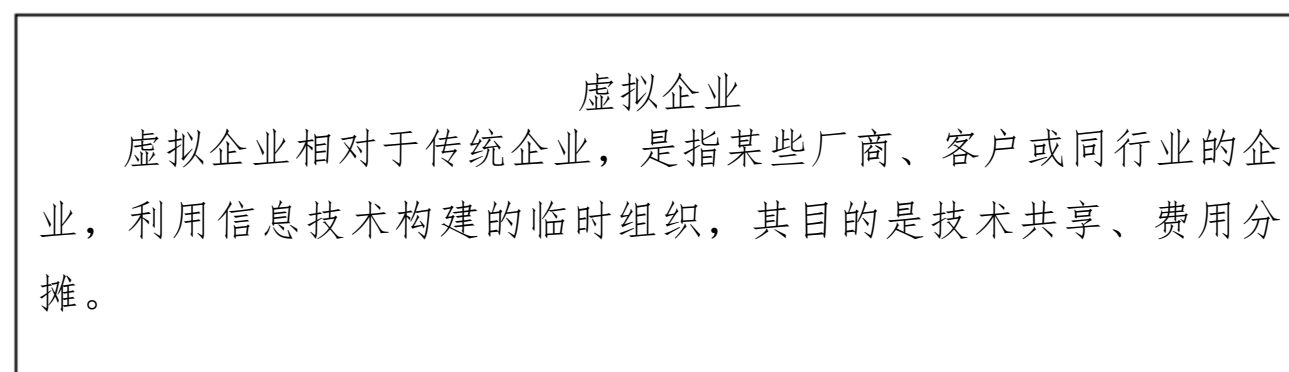 虚拟企业
虚拟企业相对于传统企业，是指某些厂商、客户或同行业的企
业，利用信息技术构建的临时组织，其目的是技术共享、费用分
摊。